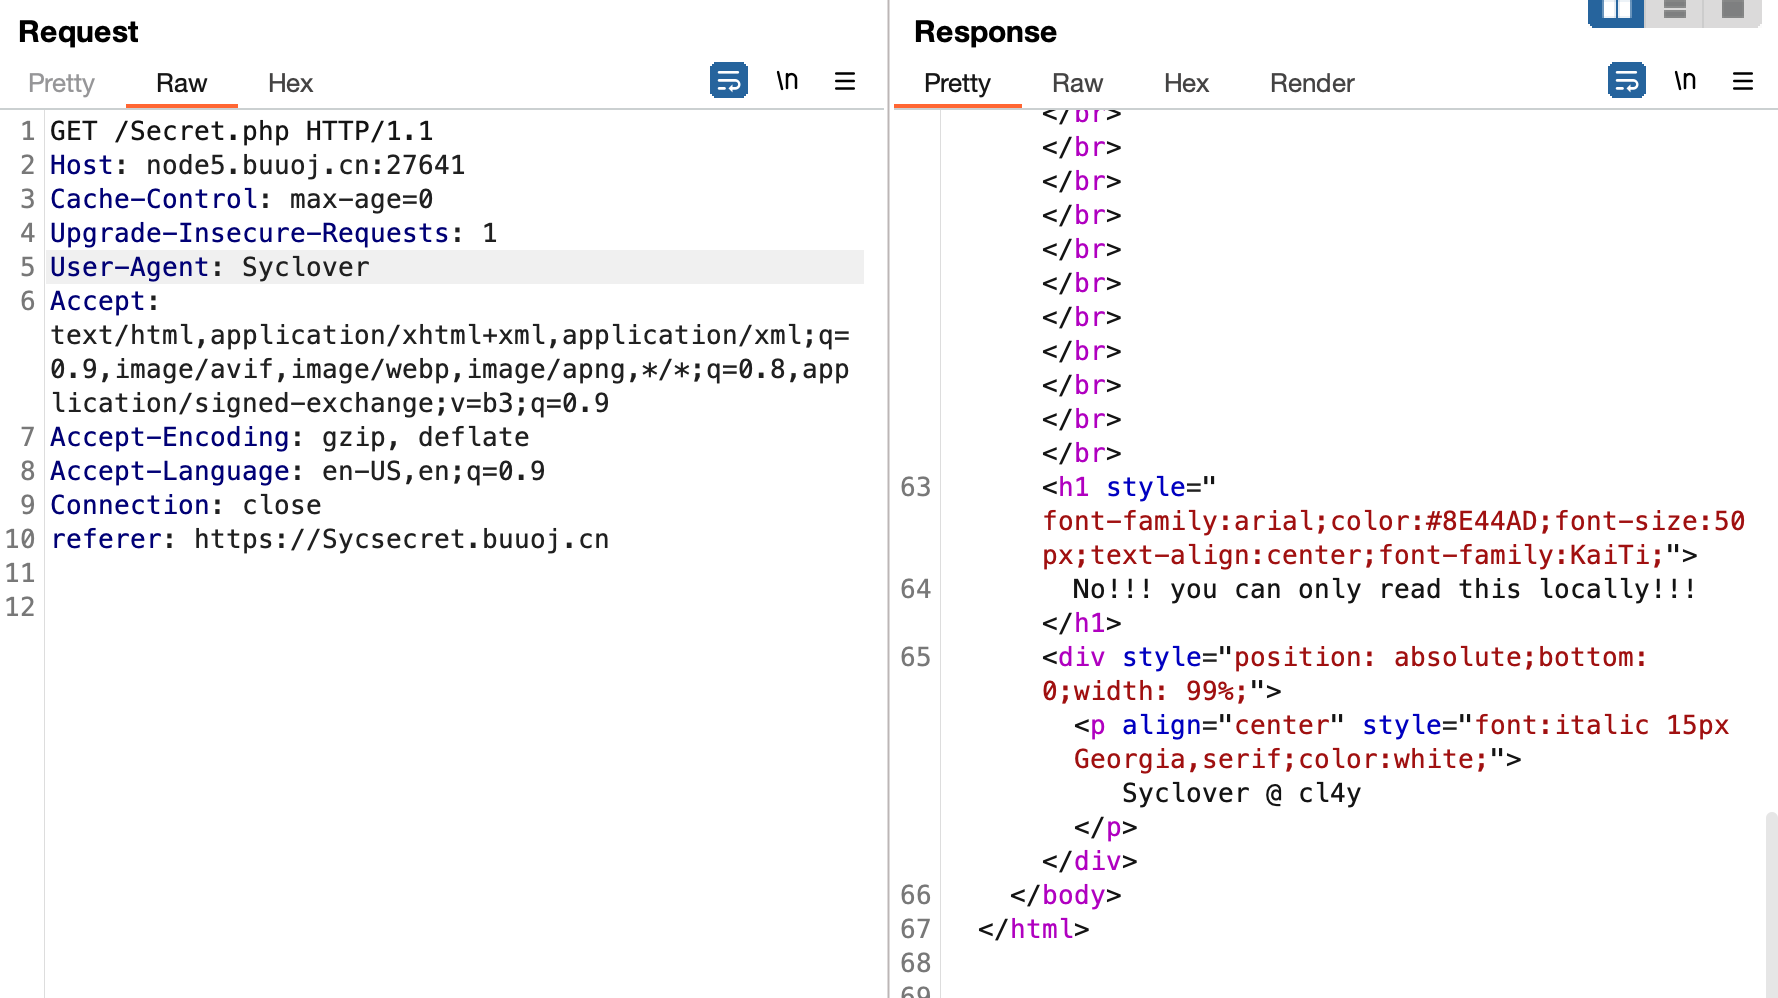 Request
Pretty Raw Hex \n
1 GET /Secret.php HTTP/1.1
2 Host: node5.buuoj.cn:27641
3 Cache-Control: max-age=0
4 Upgrade-Insecure-Requests: 1
5 User-Agent: Syclover
6 Accept:
text/html,application/xhtml+xml,application/xml;q=
0.9,image/avif,image/webp,image/apng,*/*;q=0.8,app
lication/signed-exchange;v=b3;q=0.9
7 Accept-Encoding: gzip, deflate
8 Accept-Language: en-US,en;q=0.9
9 Connection: close
10 referer: https://Sycsecret.buuoj.cn
11
12
Response
Pretty Raw Hex Render \n
</br>
</br>
</br>
</br>
</br>
</br>
</br>
</br>
</br>
</br>
</br>
63 <h1 style="
font-family:arial;color:#8E44AD;font-size:50
px;text-align:center;font-family:KaiTi;">
64 No!!! you can only read this locally!!!
</h1>
65 <div style="position: absolute;bottom:
0;width: 99%;">
<p align="center" style="font:italic 15px
Georgia,serif;color:white;">
Syclover @ cl4y
</p>
</div>
66 </body>
67 </html>
68
69